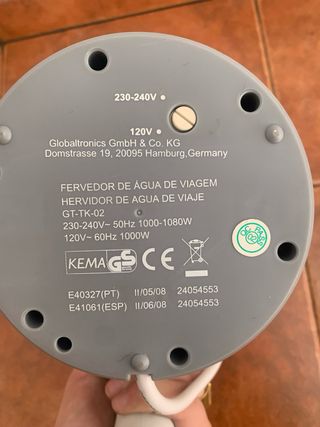 230-240V
120V
Globaltronics GmbH & Co. KG
Domstrasse 19, 20095 Hamburg,Germany
FERVEDOR DE ÁGUA DE VIAGEM
HERVIDOR DE AGUA DE VIAJE
GT-TK-02
230-240V~ 50Hz 1000-1080W
120V~ 60Hz 1000W
KEMA GS CE
E40327(PT) II/05/08 24054553
E41061(ESP) II/06/08 24054553